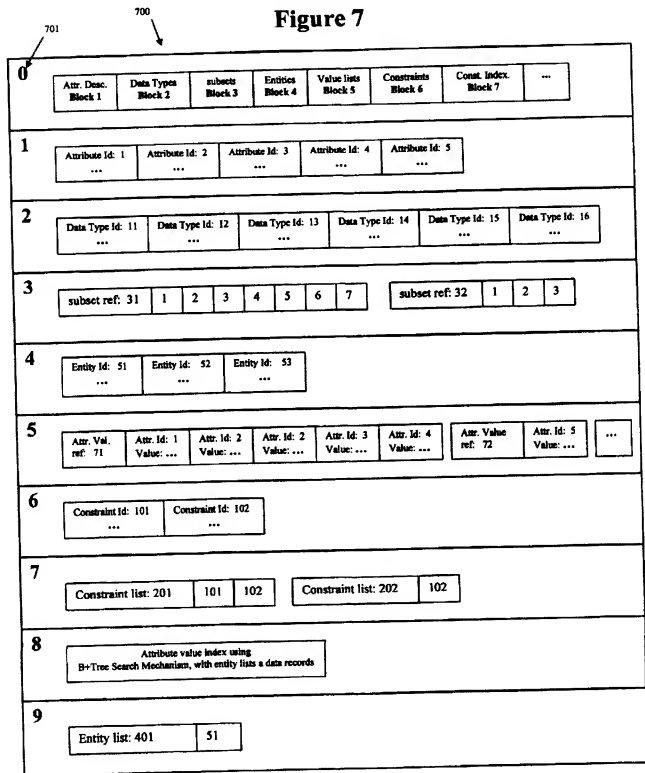 Figure 7
701
700
0
Attr. Desc. Data Types subsets Entities Value lists Constraints Const. Index. ...
Block 1 Block 2 Block 3 Block 4 Block 5 Block 6 Block 7
1
Attribute Id: 1 Attribute Id: 2 Attribute Id: 3 Attribute Id: 4 Attribute Id: 5
... ... ... ... ...
2
Data Type Id: 11 Data Type Id: 12 Data Type Id: 13 Data Type Id: 14 Data Type Id: 15 Data Type Id: 16
... ... ... ... ... ...
3
subset ref: 31 1 2 3 4 5 6 7 subset ref: 32 1 2 3
4
Entity Id: 51 Entity Id: 52 Entity Id: 53
... ... ...
5
Attr. Val. Attr. Id: 1 Attr. Id: 2 Attr. Id: 2 Attr. Id: 3 Attr. Id: 4 Attr. Value Attr. Id: 5 ...
ref: 71 Value: ... Value: ... Value: ... Value: ... Value: ... ref: 72 Value: ...
6
Constraint Id: 101 Constraint Id: 102
... ...
7
Constraint list: 201 101 102 Constraint list: 202 102
8
Attribute value index using
B+Tree Search Mechanism, with entity lists a data records
9
Entity list: 401 51